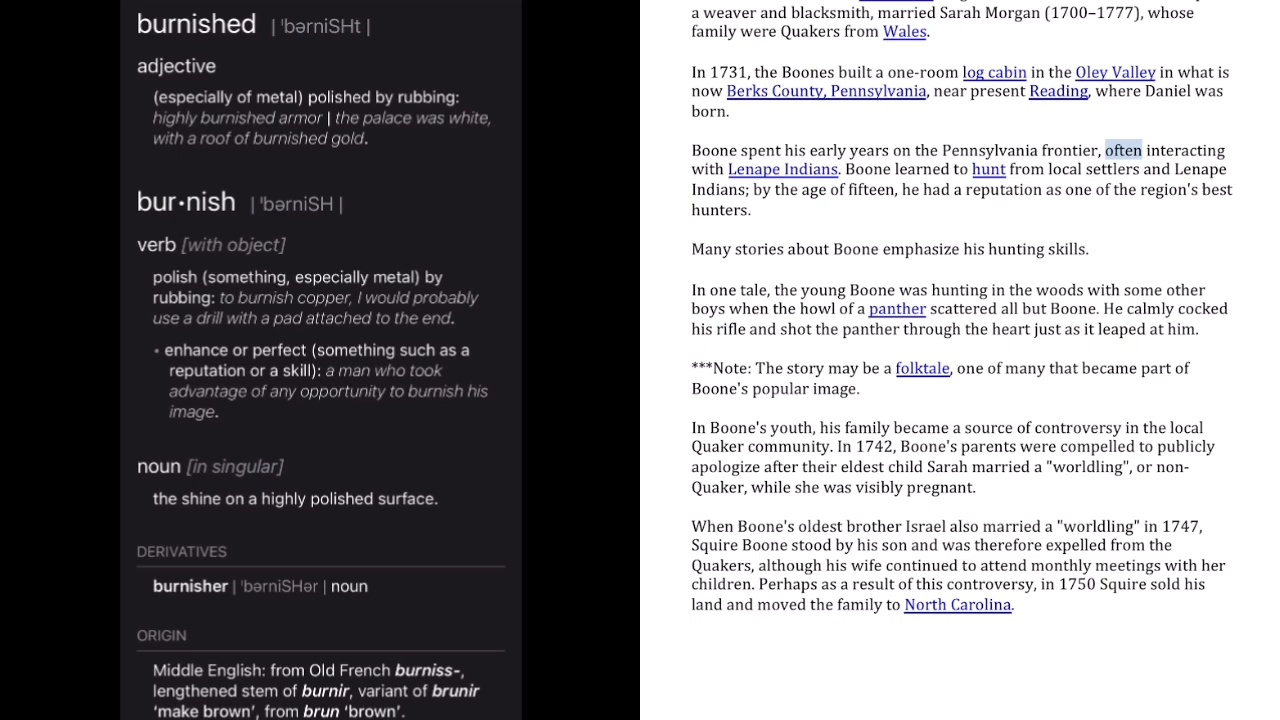 burnished | ˈbərniSHt |
adjective
(especially of metal) polished by rubbing:
highly burnished armor | the palace was white,
with a roof of burnished gold.
bur•nish | ˈbərniSH |
verb [with object]
polish (something, especially metal) by
rubbing: to burnish copper, I would probably
use a drill with a pad attached to the end.
• enhance or perfect (something such as a
reputation or a skill): a man who took
advantage of any opportunity to burnish his
image.
noun [in singular]
the shine on a highly polished surface.
DERIVATIVES
burnisher | ˈbərniSHər | noun
ORIGIN
Middle English: from Old French burniss-,
lengthened stem of burnir, variant of brunir
‘make brown’, from brun ‘brown’.
a weaver and blacksmith, married Sarah Morgan (1700–1777), whose
family were Quakers from Wales.
In 1731, the Boones built a one-room log cabin in the Oley Valley in what is
now Berks County, Pennsylvania, near present Reading, where Daniel was
born.
Boone spent his early years on the Pennsylvania frontier, often interacting
with Lenape Indians. Boone learned to hunt from local settlers and Lenape
Indians; by the age of fifteen, he had a reputation as one of the region's best
hunters.
Many stories about Boone emphasize his hunting skills.
In one tale, the young Boone was hunting in the woods with some other
boys when the howl of a panther scattered all but Boone. He calmly cocked
his rifle and shot the panther through the heart just as it leaped at him.
***Note: The story may be a folktale, one of many that became part of
Boone's popular image.
In Boone's youth, his family became a source of controversy in the local
Quaker community. In 1742, Boone's parents were compelled to publicly
apologize after their eldest child Sarah married a "worldling", or non-
Quaker, while she was visibly pregnant.
When Boone's oldest brother Israel also married a "worldling" in 1747,
Squire Boone stood by his son and was therefore expelled from the
Quakers, although his wife continued to attend monthly meetings with her
children. Perhaps as a result of this controversy, in 1750 Squire sold his
land and moved the family to North Carolina.